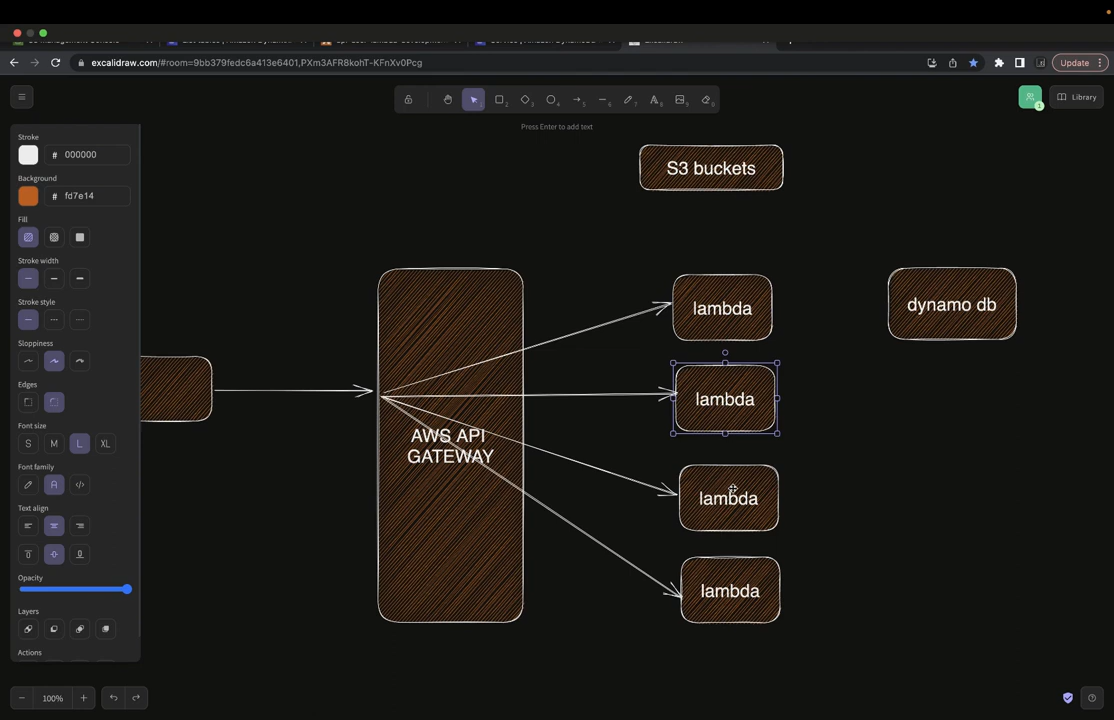 excalidraw.com/#room=9bb379fedc6a413e6401,PXm3AFR8kohT-KFnXv0Pcg
Update
Library
Press Enter to add text
Stroke
# 000000
Background
# fd7e14
Fill
Stroke width
Stroke style
Sloppiness
Edges
Font size
S M L XL
Font family
Text align
Opacity
Layers
Actions
100%
S3 buckets
lambda
dynamo db
lambda
AWS API
GATEWAY
lambda
lambda